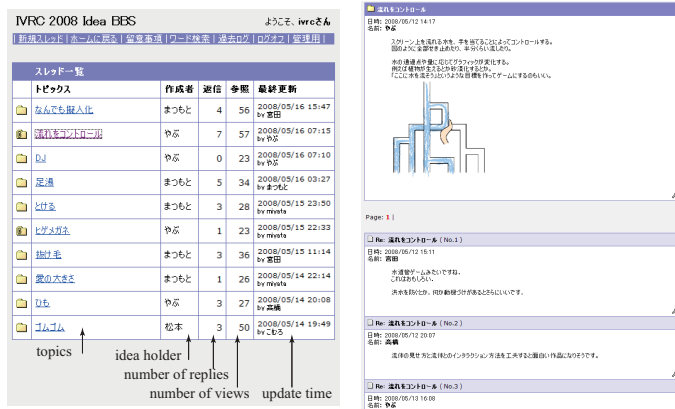 IVRC 2008 Idea BBS
ようこそ、ivrcさん
| 新規スレッド | ホームに戻る | 留意事項 | ワード検索 | 過去ログ | ログオフ | 管理用 |
スレッド一覧
トピックス 作成者 返信 参照 最終更新
なんでも擬人化 まつもと 4 56 2008/05/16 15:47
by 宮田
流れをコントロール やぶ 7 57 2008/05/16 07:15
by やぶ
DJ やぶ 0 23 2008/05/16 07:10
by やぶ
足湯 まつもと 5 34 2008/05/16 03:27
by まつもと
とける まつもと 3 28 2008/05/15 23:50
by miyata
ヒゲメガネ やぶ 1 23 2008/05/15 22:33
by miyata
抜け毛 まつもと 3 36 2008/05/15 11:14
by 宮田
愛の大きさ まつもと 1 26 2008/05/14 22:14
by miyata
ひも やぶ 3 27 2008/05/14 20:08
by 高橋
ゴムゴム 松本 3 50 2008/05/14 19:49
by こむろ
topics
idea holder
number of replies
number of views
update time
流れをコントロール
日時: 2008/05/12 14:17
名前: やぶ
スクリーン上を流れる水を、手を当てることによってコントロールする。
図のように全部せき止めたり、半分くらい流したり。
水の通過点や量に応じてグラフィックが変化する。
例えば植物が生えるとか砂漠化するとか。
「ここに水を流そう」というような目標を作ってゲームにするのもいい。
Page: 1 |
Re: 流れをコントロール ( No.1 )
日時: 2008/05/12 15:11
名前: 宮田
水道管ゲームみたいですね。
これはおもしろい。
洪水を防ぐとか、何か動機づけがあるとさらにいいです。
Re: 流れをコントロール ( No.2 )
日時: 2008/05/12 20:07
名前: 高橋
流体の見せ方と流体とのインタラクション方法を工夫すると面白い作品になりそうです。
Re: 流れをコントロール ( No.3 )
日時: 2008/05/13 16:08
名前: やぶ